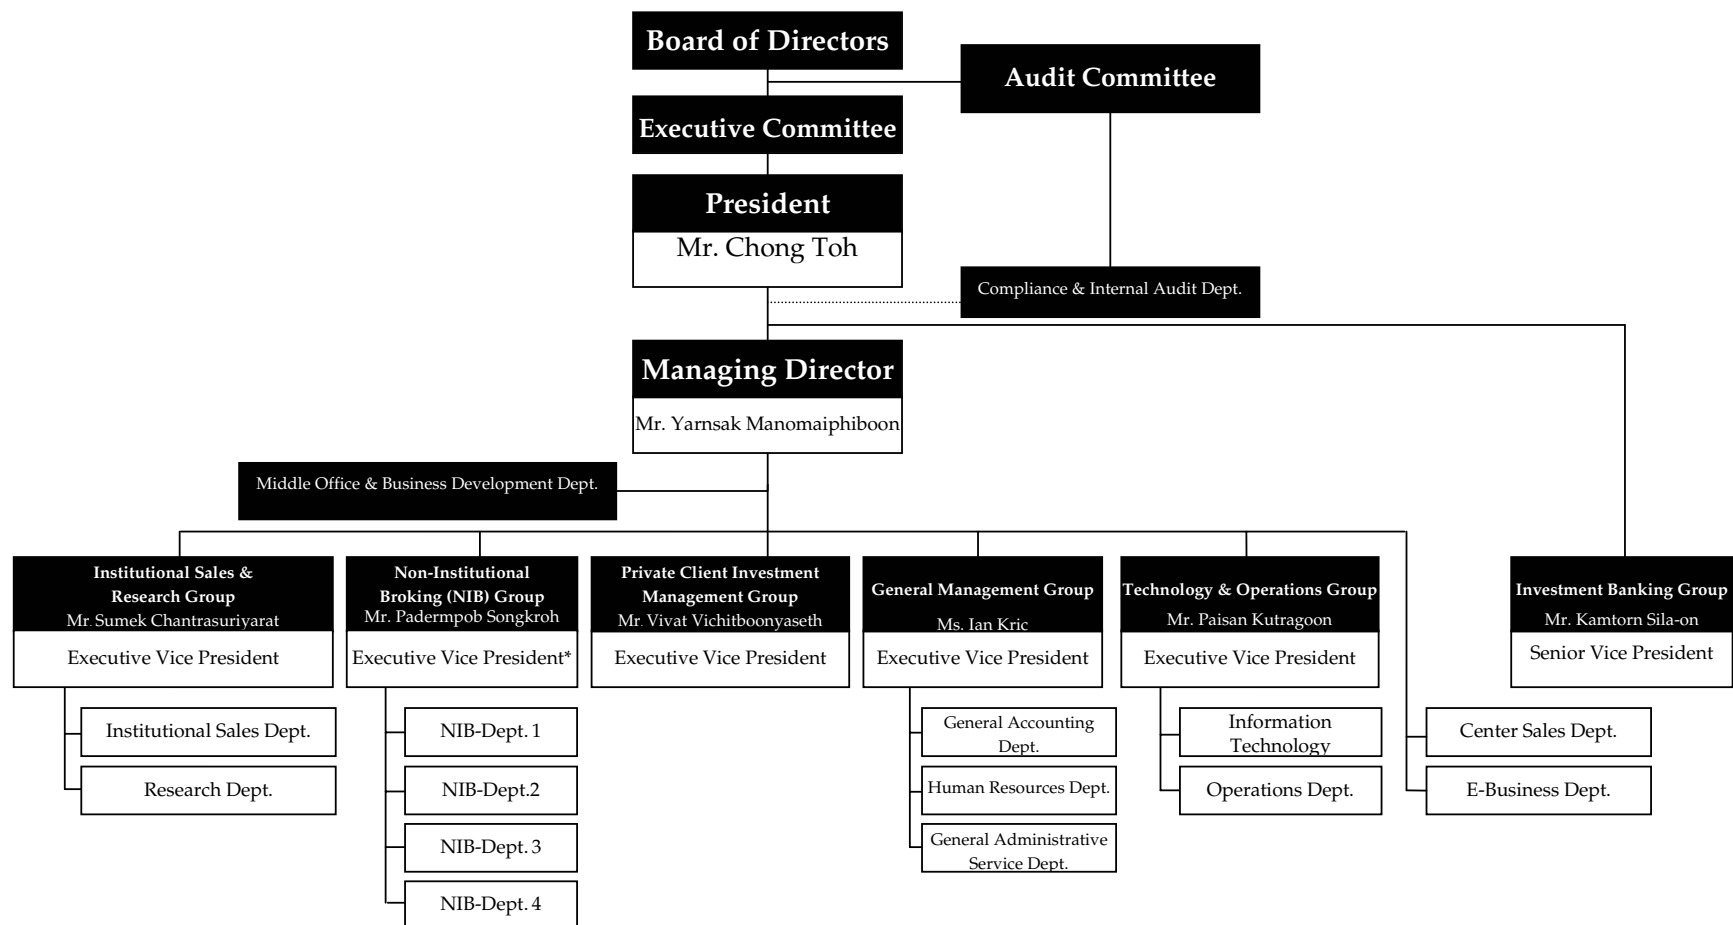 Board of Directors
Audit Committee
Executive Committee
President
Mr. Chong Toh
Compliance & Internal Audit Dept.
Managing Director
Mr. Yarnsak Manomaiphiboon
Middle Office & Business Development Dept.
Institutional Sales &
Research Group
Mr. Sumek Chantrasuriyarat
Executive Vice President
Non-Institutional
Broking (NIB) Group
Mr. Padermpob Songkroh
Executive Vice President*
Private Client Investment
Management Group
Mr. Vivat Vichitboonyaseth
Executive Vice President
General Management Group
Ms. Ian Kric
Executive Vice President
Technology & Operations Group
Mr. Paisan Kutragoon
Executive Vice President
Investment Banking Group
Mr. Kamtorn Sila-on
Senior Vice President
Institutional Sales Dept.
Research Dept.
NIB-Dept. 1
NIB-Dept.2
NIB-Dept. 3
NIB-Dept. 4
General Accounting
Dept.
Human Resources Dept.
General Administrative
Service Dept.
Information
Technology
Operations Dept.
Center Sales Dept.
E-Business Dept.